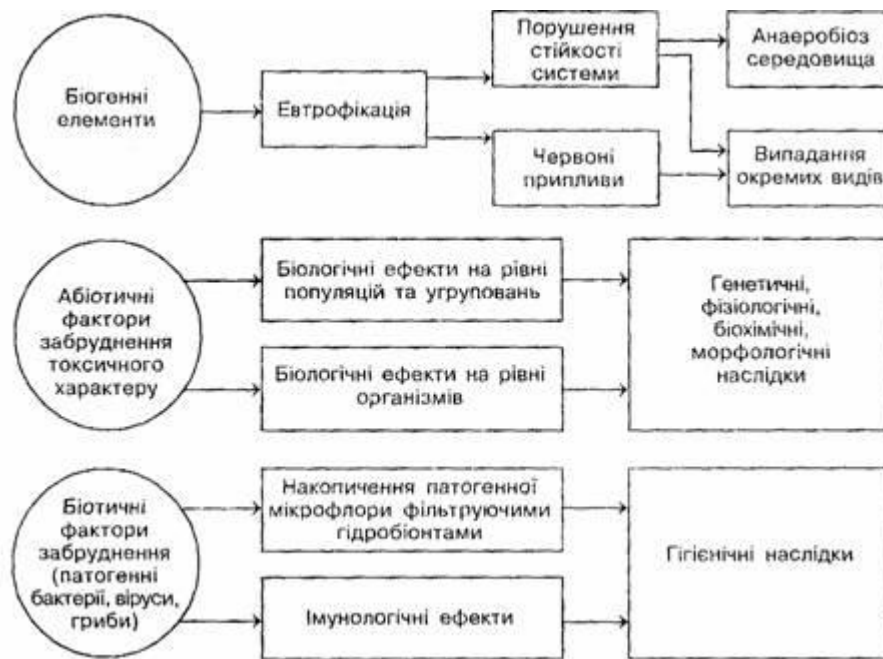 Біогенні
елементи
Евтрофікація
Порушення
стійкості
системи
Анаеробіоз
середовища
Червоні
припливи
Випадання
окремих видів
Абіотичні
фактори
забруднення
токсичного
характеру
Біологічні ефекти на рівні
популяцій та угруповань
Біологічні ефекти на рівні
організмів
Генетичні,
фізіологічні,
біохімічні,
морфологічні
наслідки
Біотичні
фактори
забруднення
(патогенні
бактерії, віруси,
гриби)
Накопичення патогенної
мікрофлори фільтруючими
гідробіонтами
Імунологічні ефекти
Гігієнічні наслідки